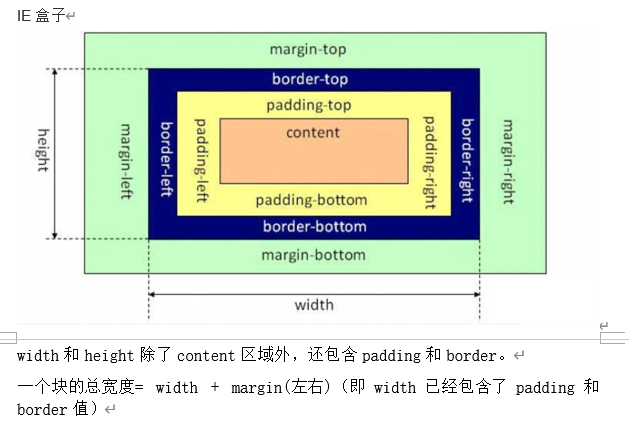 IE 盒子
margin-top
border-top
padding-top
content
height
margin-left
border-left
padding-left
padding-right
border-right
margin-right
padding-bottom
border-bottom
margin-bottom
width
width 和 height 除了 content 区域外，还包含 padding 和 border。
一个块的总宽度= width + margin(左右)（即 width 已经包含了 padding 和
border 值）